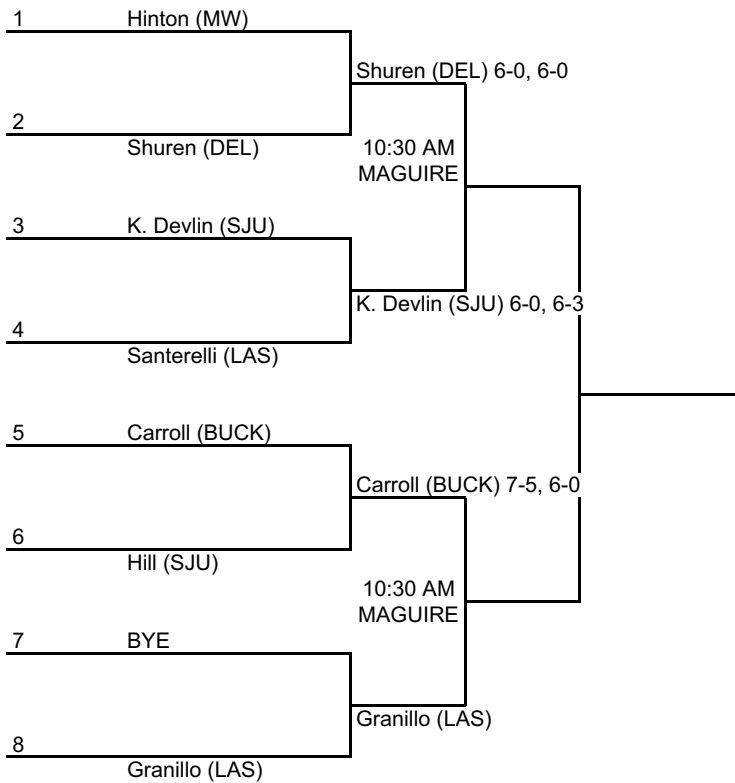 1 Hinton (MW)
Shuren (DEL) 6-0, 6-0
2
Shuren (DEL)
10:30 AM
MAGUIRE
3 K. Devlin (SJU)
K. Devlin (SJU) 6-0, 6-3
4
Santerelli (LAS)
5 Carroll (BUCK)
Carroll (BUCK) 7-5, 6-0
6
Hill (SJU)
10:30 AM
MAGUIRE
7 BYE
Granillo (LAS)
8
Granillo (LAS)